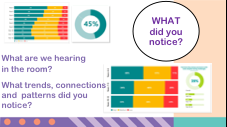 45%
WHAT
did you
notice?
What are we hearing
in the room?
What trends, connections
and patterns did you
notice?